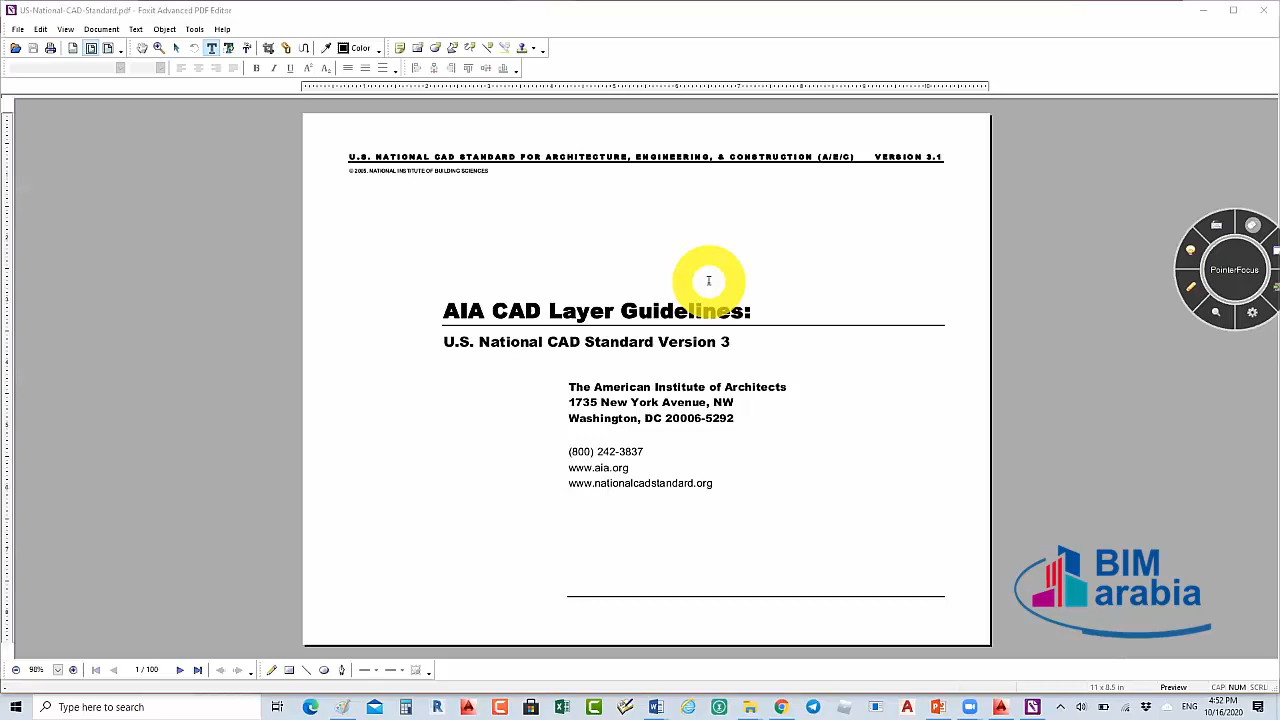 US-National-CAD-Standard.pdf - Foxit Advanced PDF Editor
File Edit View Document Text Object Tools Help
Color
U.S. NATIONAL CAD STANDARD FOR ARCHITECTURE, ENGINEERING, & CONSTRUCTION (A/E/C) VERSION 3.1
© 2005, NATIONAL INSTITUTE OF BUILDING SCIENCES
PointerFocus
AIA CAD Layer Guidelines:
U.S. National CAD Standard Version 3
The American Institute of Architects
1735 New York Avenue, NW
Washington, DC 20006-5292
(800) 242-3837
www.aia.org
www.nationalcadstandard.org
BIM
arabia
90% 1 / 100
11 x 8.5 in Preview CAP NUM SCRL
Type here to search
ENG
4:52 PM
10/16/2020